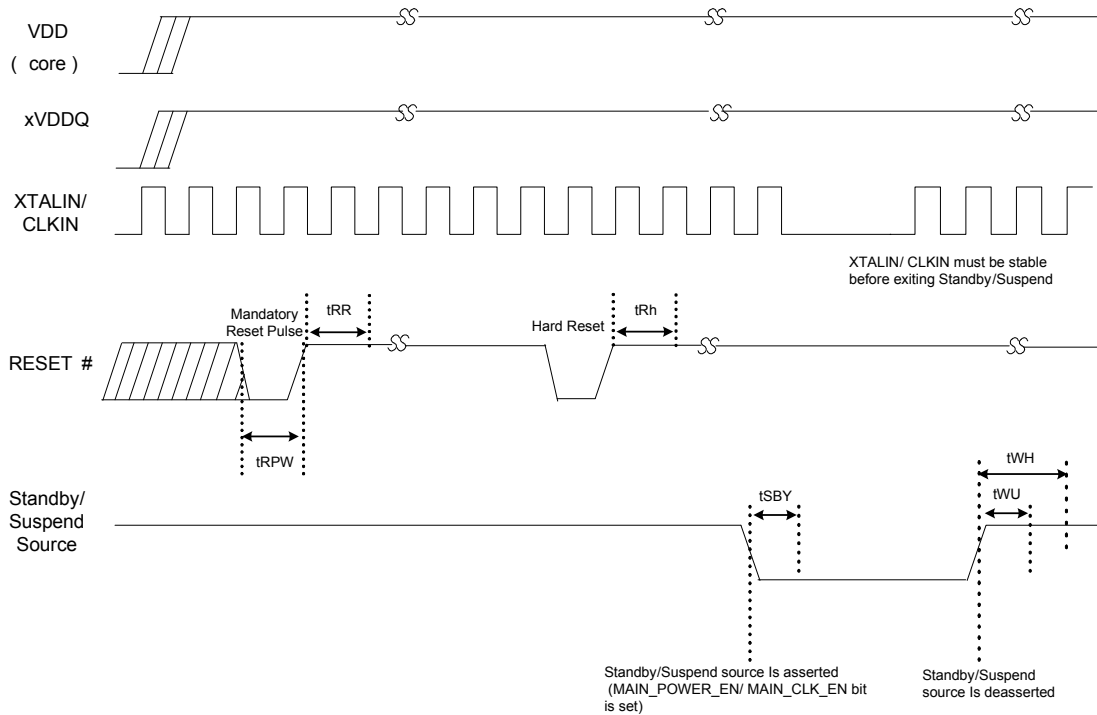 VDD
( core )
xVDDQ
XTALIN/
CLKIN
XTALIN/ CLKIN must be stable
before exiting Standby/Suspend
Mandatory
Reset Pulse
tRR
Hard Reset
tRh
RESET #
tRPW
tWH
tSBY
tWU
Standby/
Suspend
Source
Standby/Suspend source Is asserted
(MAIN_POWER_EN/ MAIN_CLK_EN bit
is set)
Standby/Suspend
source Is deasserted